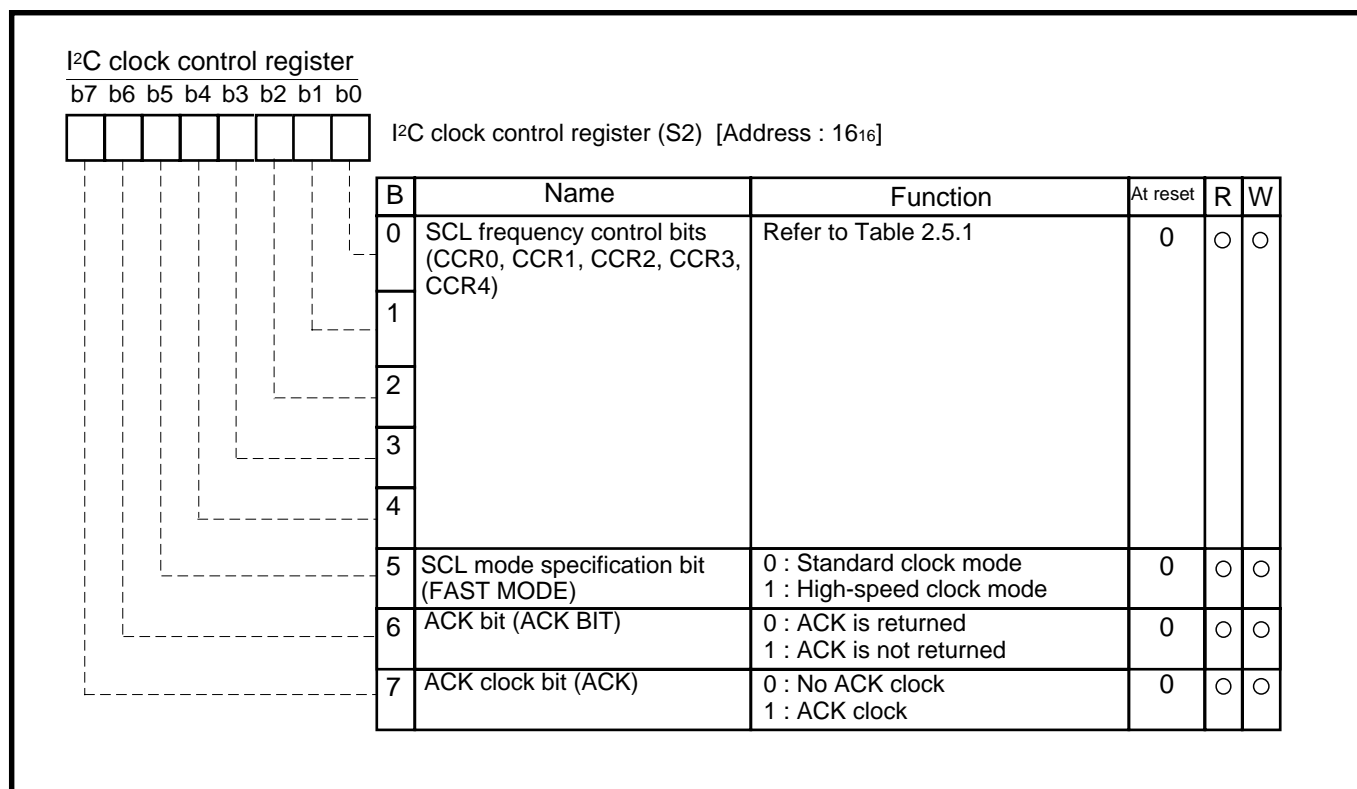 I²C clock control register
b7 b6 b5 b4 b3 b2 b1 b0
I²C clock control register (S2) [Address : 16₁₆]
B Name Function At reset R W
0 SCL frequency control bits Refer to Table 2.5.1 0 ○ ○
(CCR0, CCR1, CCR2, CCR3,
CCR4)
1
2
3
4
5 SCL mode specification bit 0 : Standard clock mode 0 ○ ○
(FAST MODE) 1 : High-speed clock mode
6 ACK bit (ACK BIT) 0 : ACK is returned 0 ○ ○
1 : ACK is not returned
7 ACK clock bit (ACK) 0 : No ACK clock 0 ○ ○
1 : ACK clock